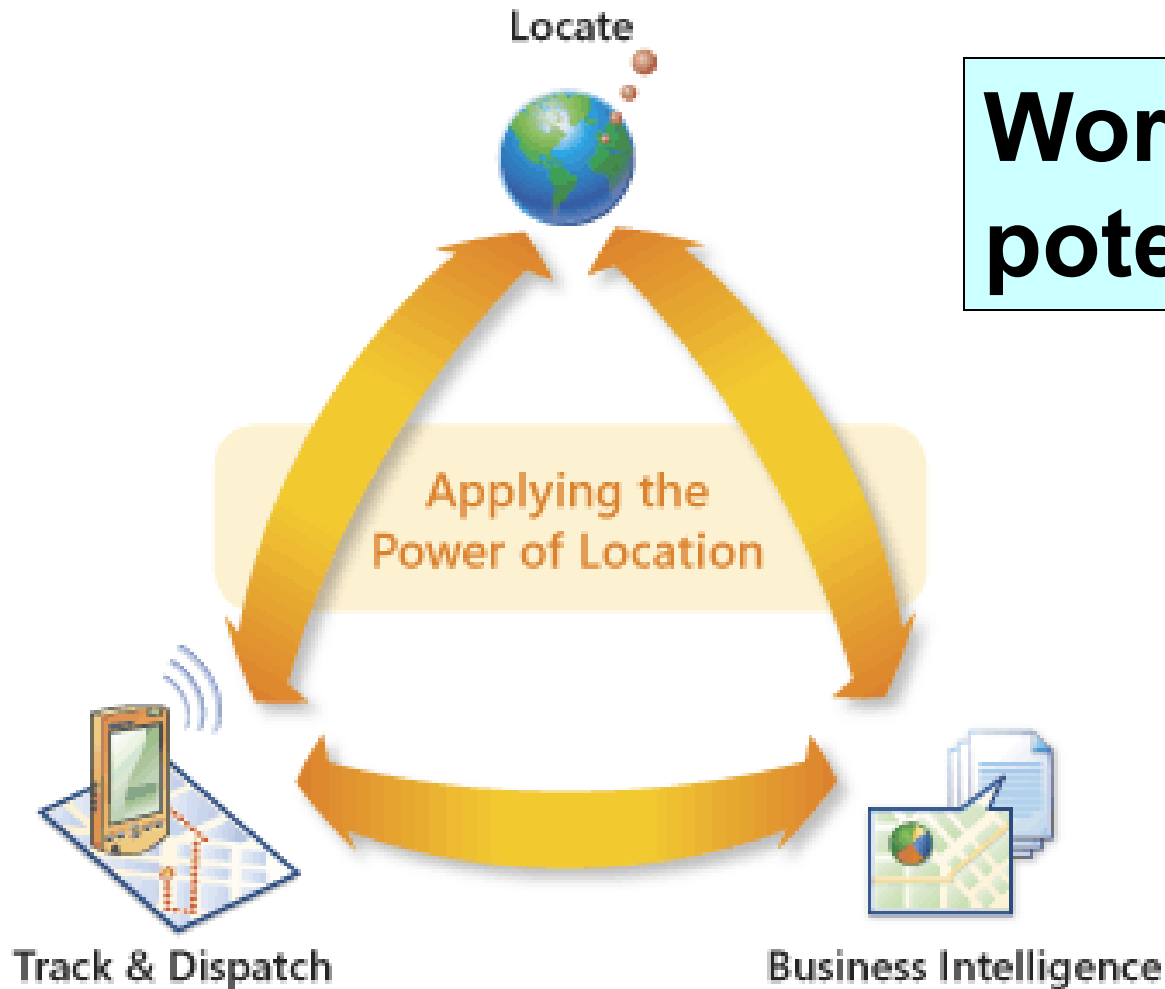 Locate
Applying the
Power of Location
Track & Dispatch
Business Intelligence